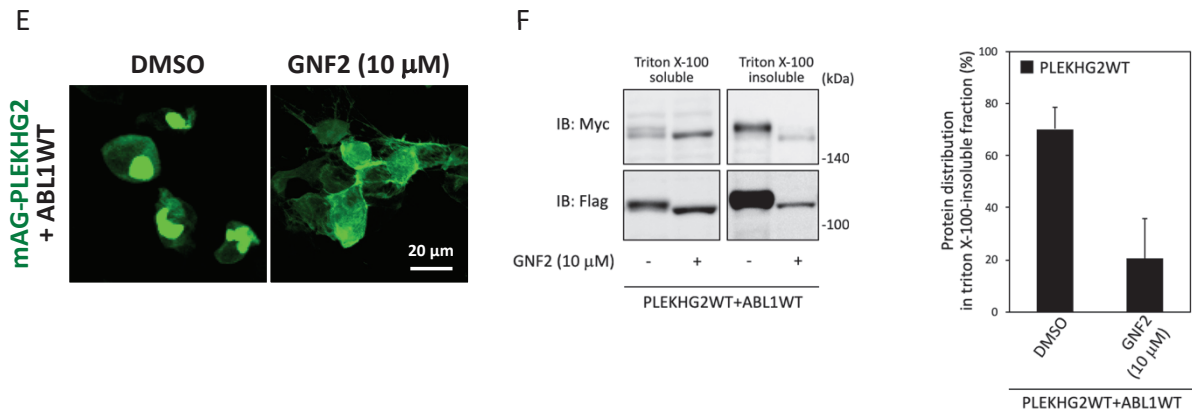 E
DMSO
GNF2 (10 µM)
mAG-PLEKHG2
+ ABL1WT
20 µm
F
Triton X-100
soluble
Triton X-100
insoluble
(kDa)
IB: Myc
-140
IB: Flag
-100
GNF2 (10 µM)
- + - +
PLEKHG2WT+ABL1WT
Protein distribution
in triton X-100-insoluble fraction (%)
100
80
60
40
20
0
PLEKHG2WT
DMSO
GNF2
(10 µM)
PLEKHG2WT+ABL1WT